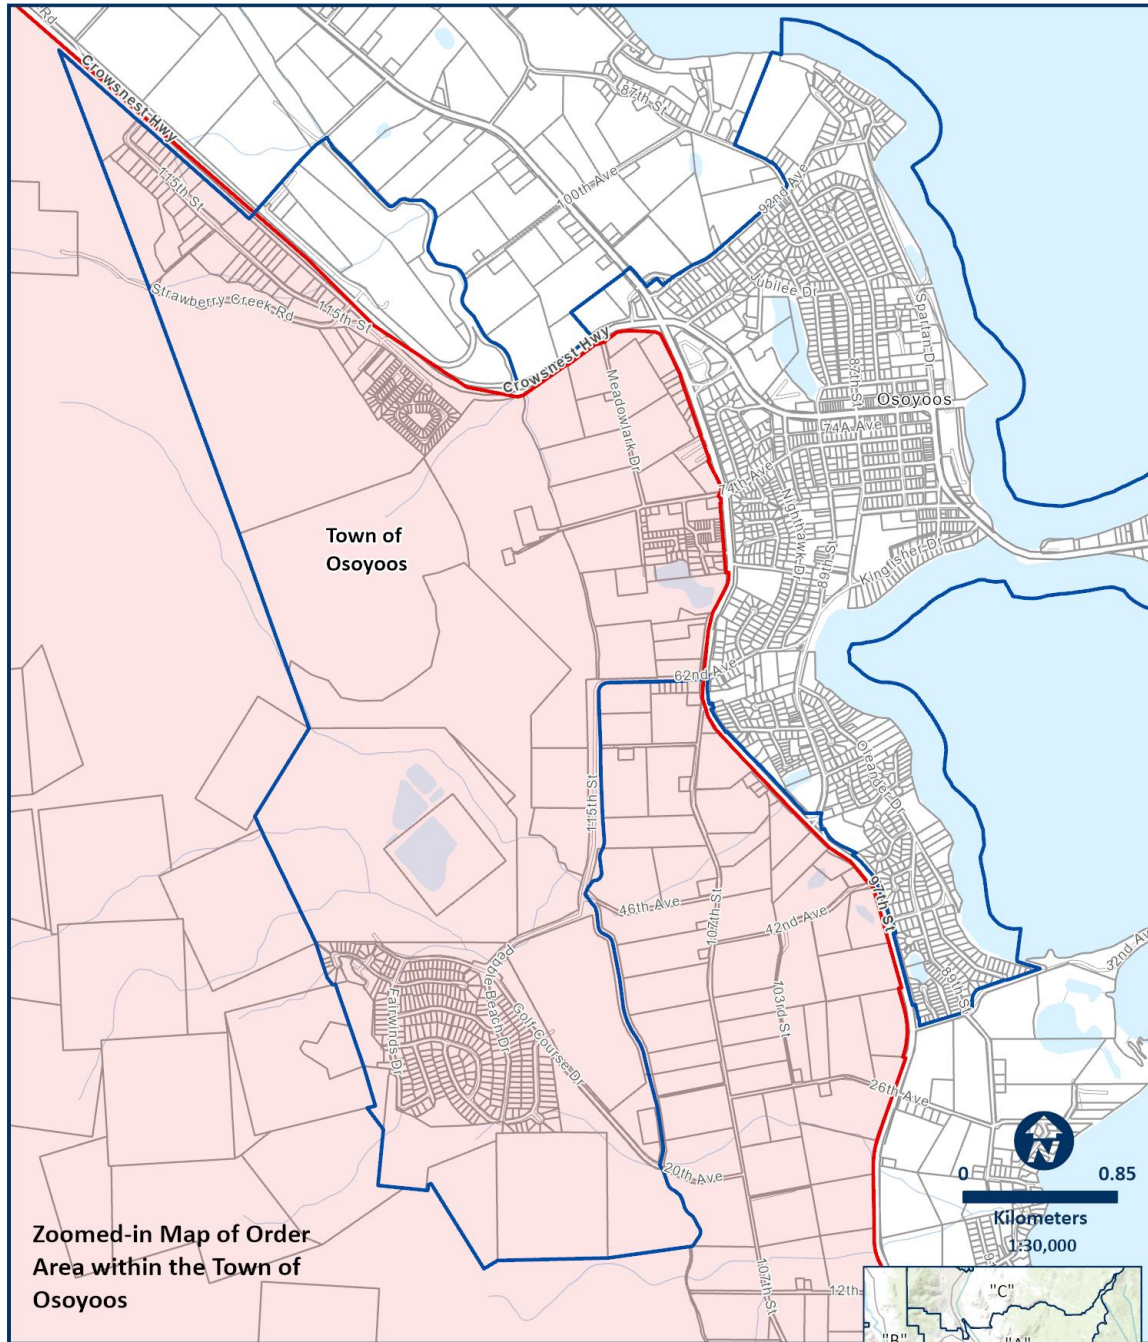 Rd
Crowsnest Hwy
115th St
Strawberry Creek Rd
115th St
Crowsnest Hwy
87th St
100th Ave
92nd Ave
Jubilee Dr
Spartan Dr
87th St
Osoyoos
74A Ave
Meadowlark Dr
74th Ave
Nighthawk Dr
89th St
Kingfisher Dr
Town of
Osoyoos
62nd Ave
Oleander Dr
115th St
97th St
46th Ave
107th St
42nd Ave
Pebble Beach Dr
Golf Course Dr
Fairwinds Dr
103rd St
89th St
32nd Av
26th Ave
20th Ave
N
0 0.85
Kilometers
1:30,000
Zoomed-in Map of Order
Area within the Town of
Osoyoos
107th St
12th
"C"
"B"
"A"